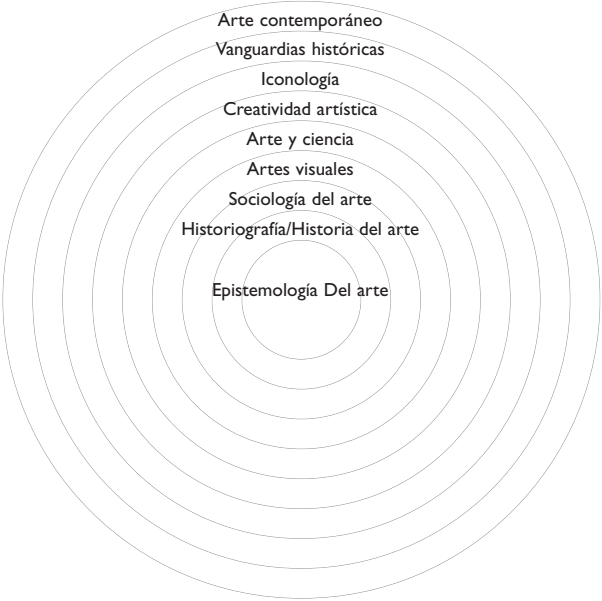 Arte contemporáneo
Vanguardias históricas
Iconología
Creatividad artística
Arte y ciencia
Artes visuales
Sociología del arte
Historiografía/Historia del arte
Epistemología Del arte